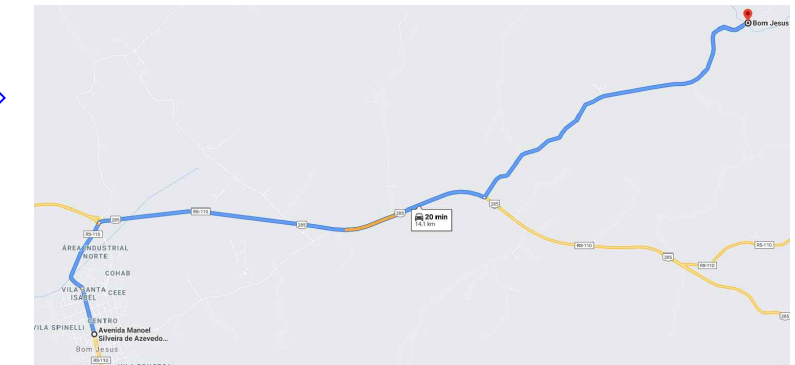 Bom Jesus
RS-110
285
285
285
20 min
14,1 km
285
RS-110
RS-110
285
RS-110
RS-110
285
ÁREA INDUSTRIAL
NORTE
COHAB
VILA SANTA
ISABEL
CEEE
CENTRO
VILA SPINELLI
Avenida Manoel
Silveira de Azevedo...
Bom Jesus
RS-110